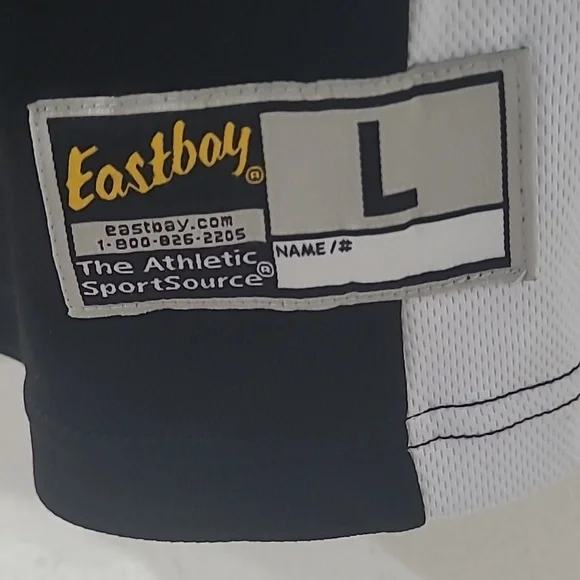 Eastbay®
eastbay.com
1-800-826-2205
The Athletic
SportSource®
L
NAME/#